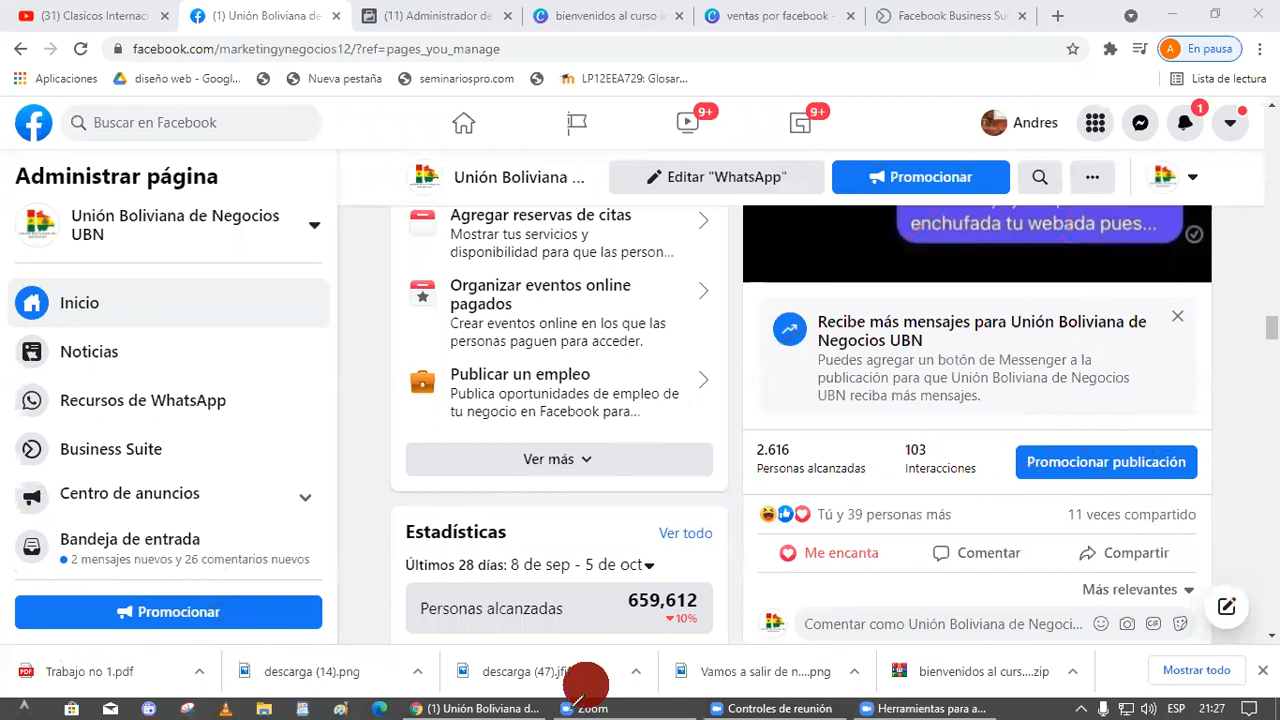 (31) Clasicos Internaci
(1) Unión Boliviana de
(11) Administrador de
bienvenidos al curso i
ventas por facebook -
Facebook Business Su
facebook.com/marketingynegocios12/?ref=pages_you_manage
A En pausa
Aplicaciones
diseño web - Googl...
Nueva pestaña
seminariospro.com
LP12EEA729: Glosar...
Lista de lectura
Buscar en Facebook
9+
9+
Andres
1
Administrar página
Unión Boliviana de Negocios
UBN
Unión Boliviana ...
Editar "WhatsApp"
Promocionar
Inicio
Noticias
Recursos de WhatsApp
Business Suite
Centro de anuncios
Bandeja de entrada
2 mensajes nuevos y 26 comentarios nuevos
Promocionar
Agregar reservas de citas
Mostrar tus servicios y
disponibilidad para que las person...
Organizar eventos online
pagados
Crear eventos online en los que las
personas paguen para acceder.
Publicar un empleo
Publica oportunidades de empleo de
tu negocio en Facebook para...
Ver más
Estadísticas
Ver todo
Últimos 28 días: 8 de sep - 5 de oct
Personas alcanzadas
659,612
10%
enchufada tu webada pues...
Recibe más mensajes para Unión Boliviana de
Negocios UBN
Puedes agregar un botón de Messenger a la
publicación para que Unión Boliviana de Negocios
UBN reciba más mensajes.
2.616
Personas alcanzadas
103
Interacciones
Promocionar publicación
Tú y 39 personas más
11 veces compartido
Me encanta
Comentar
Compartir
Más relevantes
Comentar como Unión Boliviana de Negoci...
GIF
Trabajo no 1.pdf
descarga (14).png
descarga (47).jfif
Vamos a salir de n....png
bienvenidos al curs....zip
Mostrar todo
(1) Unión Boliviana d...
Zoom
Controles de reunión
Herramientas para a...
ESP
21:27